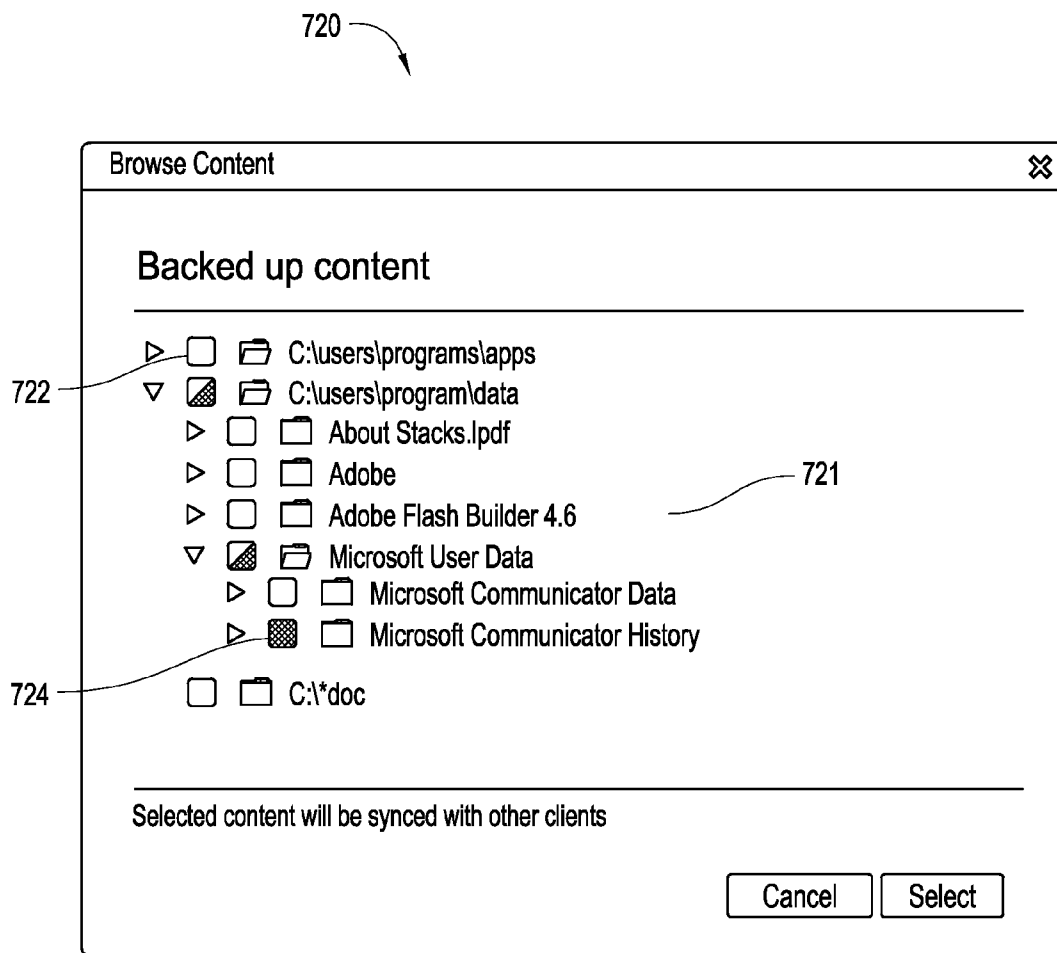 720
Browse Content
Backed up content
C:\users\programs\apps
722
C:\users\program\data
About Stacks.lpdf
Adobe
721
Adobe Flash Builder 4.6
Microsoft User Data
Microsoft Communicator Data
Microsoft Communicator History
724
C:\*doc
Selected content will be synced with other clients
Cancel Select